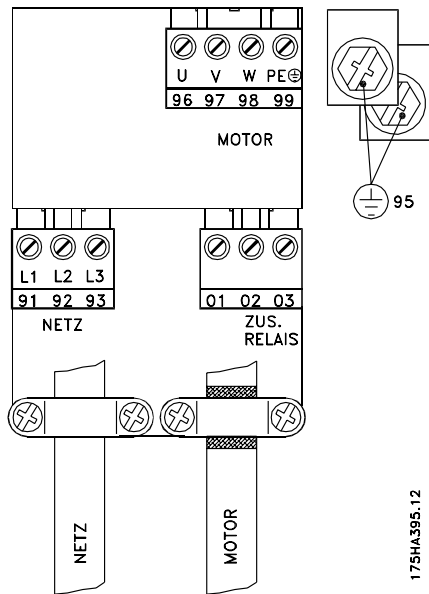 U V W PE
96 97 98 99
MOTOR
95
L1 L2 L3
91 92 93
NETZ
01 02 03
ZUS.
RELAIS
NETZ
MOTOR
175HA395.12